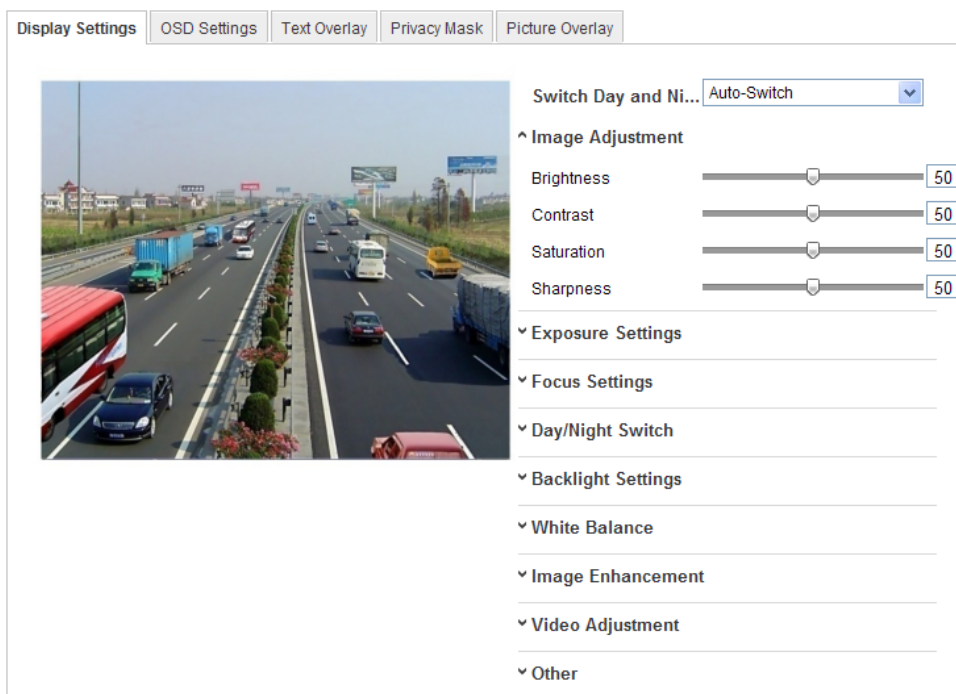 Display Settings OSD Settings Text Overlay Privacy Mask Picture Overlay
Switch Day and Ni... Auto-Switch
Image Adjustment
Brightness 50
Contrast 50
Saturation 50
Sharpness 50
Exposure Settings
Focus Settings
Day/Night Switch
Backlight Settings
White Balance
Image Enhancement
Video Adjustment
Other